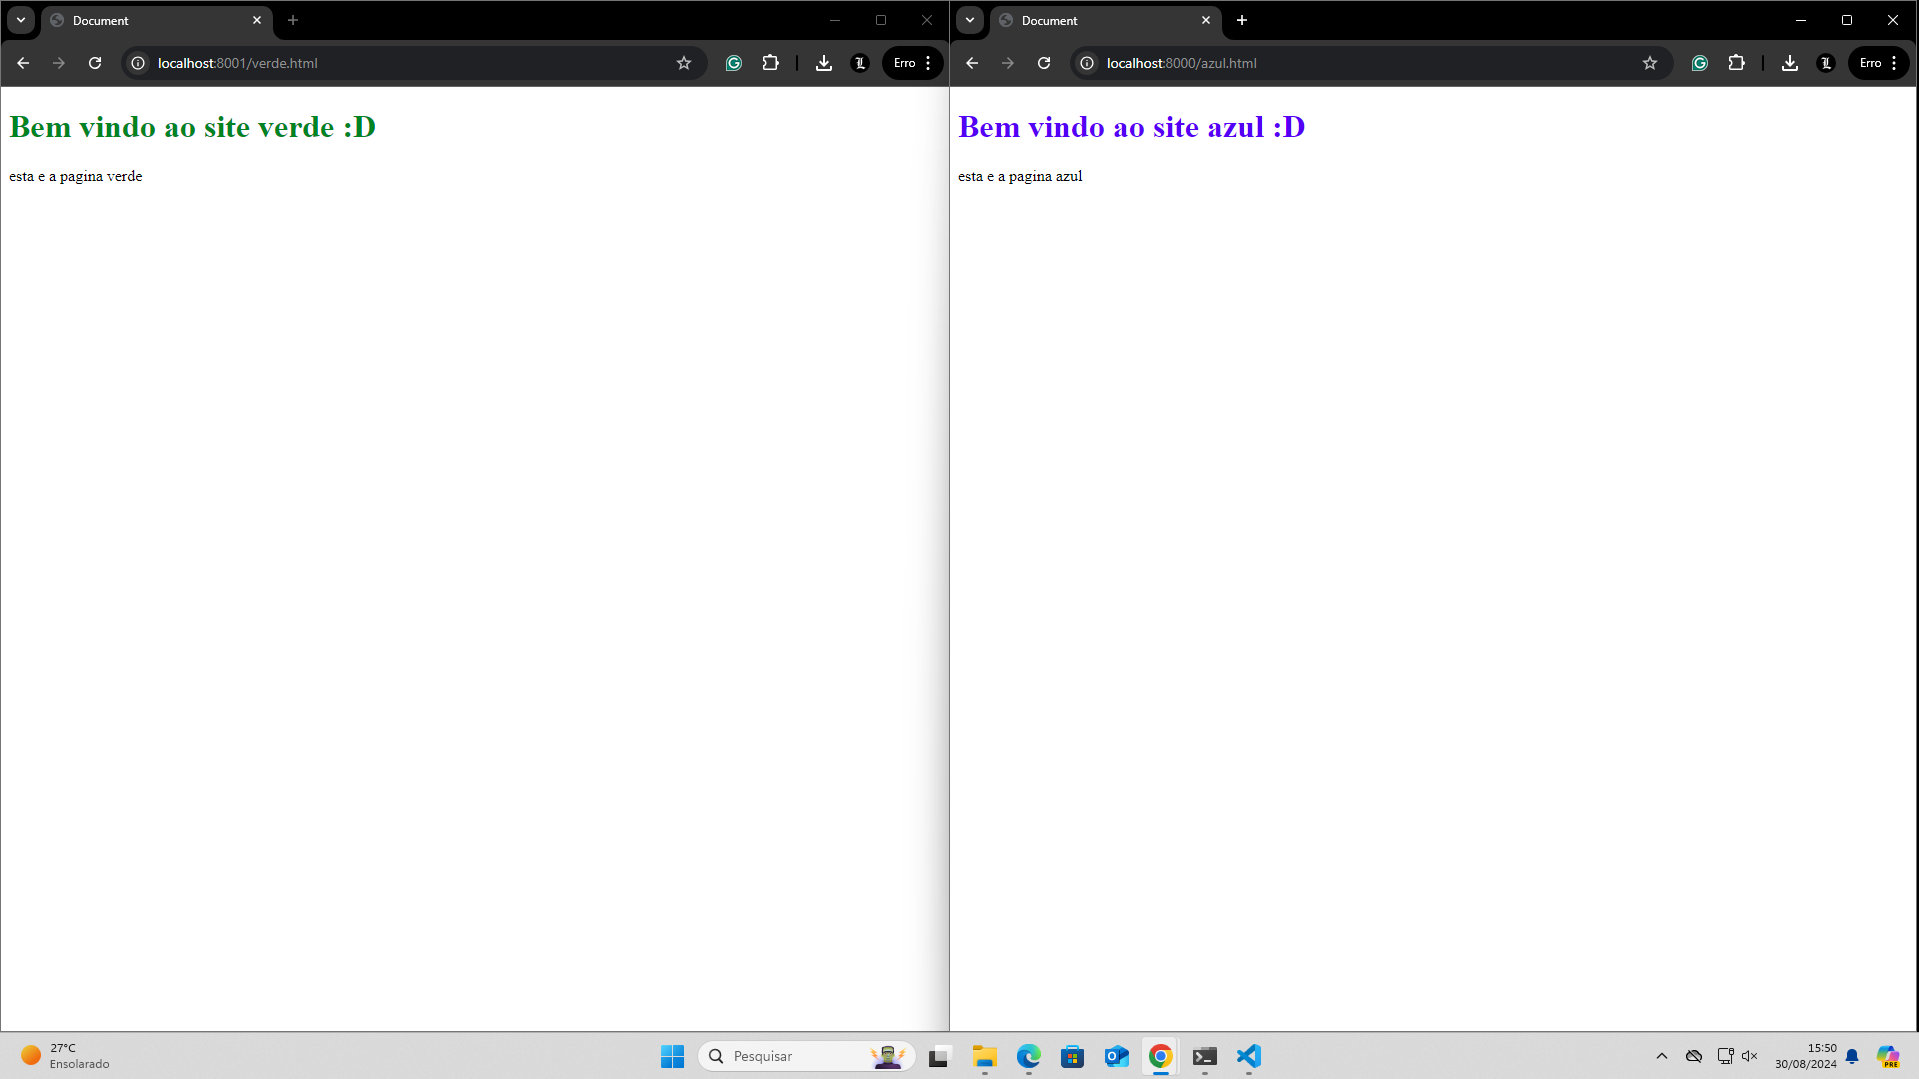 Document
localhost:8001/verde.html
Erro
Bem vindo ao site verde :D
esta e a pagina verde
Document
localhost:8000/azul.html
Erro
Bem vindo ao site azul :D
esta e a pagina azul
27°C
Ensolarado
Pesquisar
15:50
30/08/2024
PRE